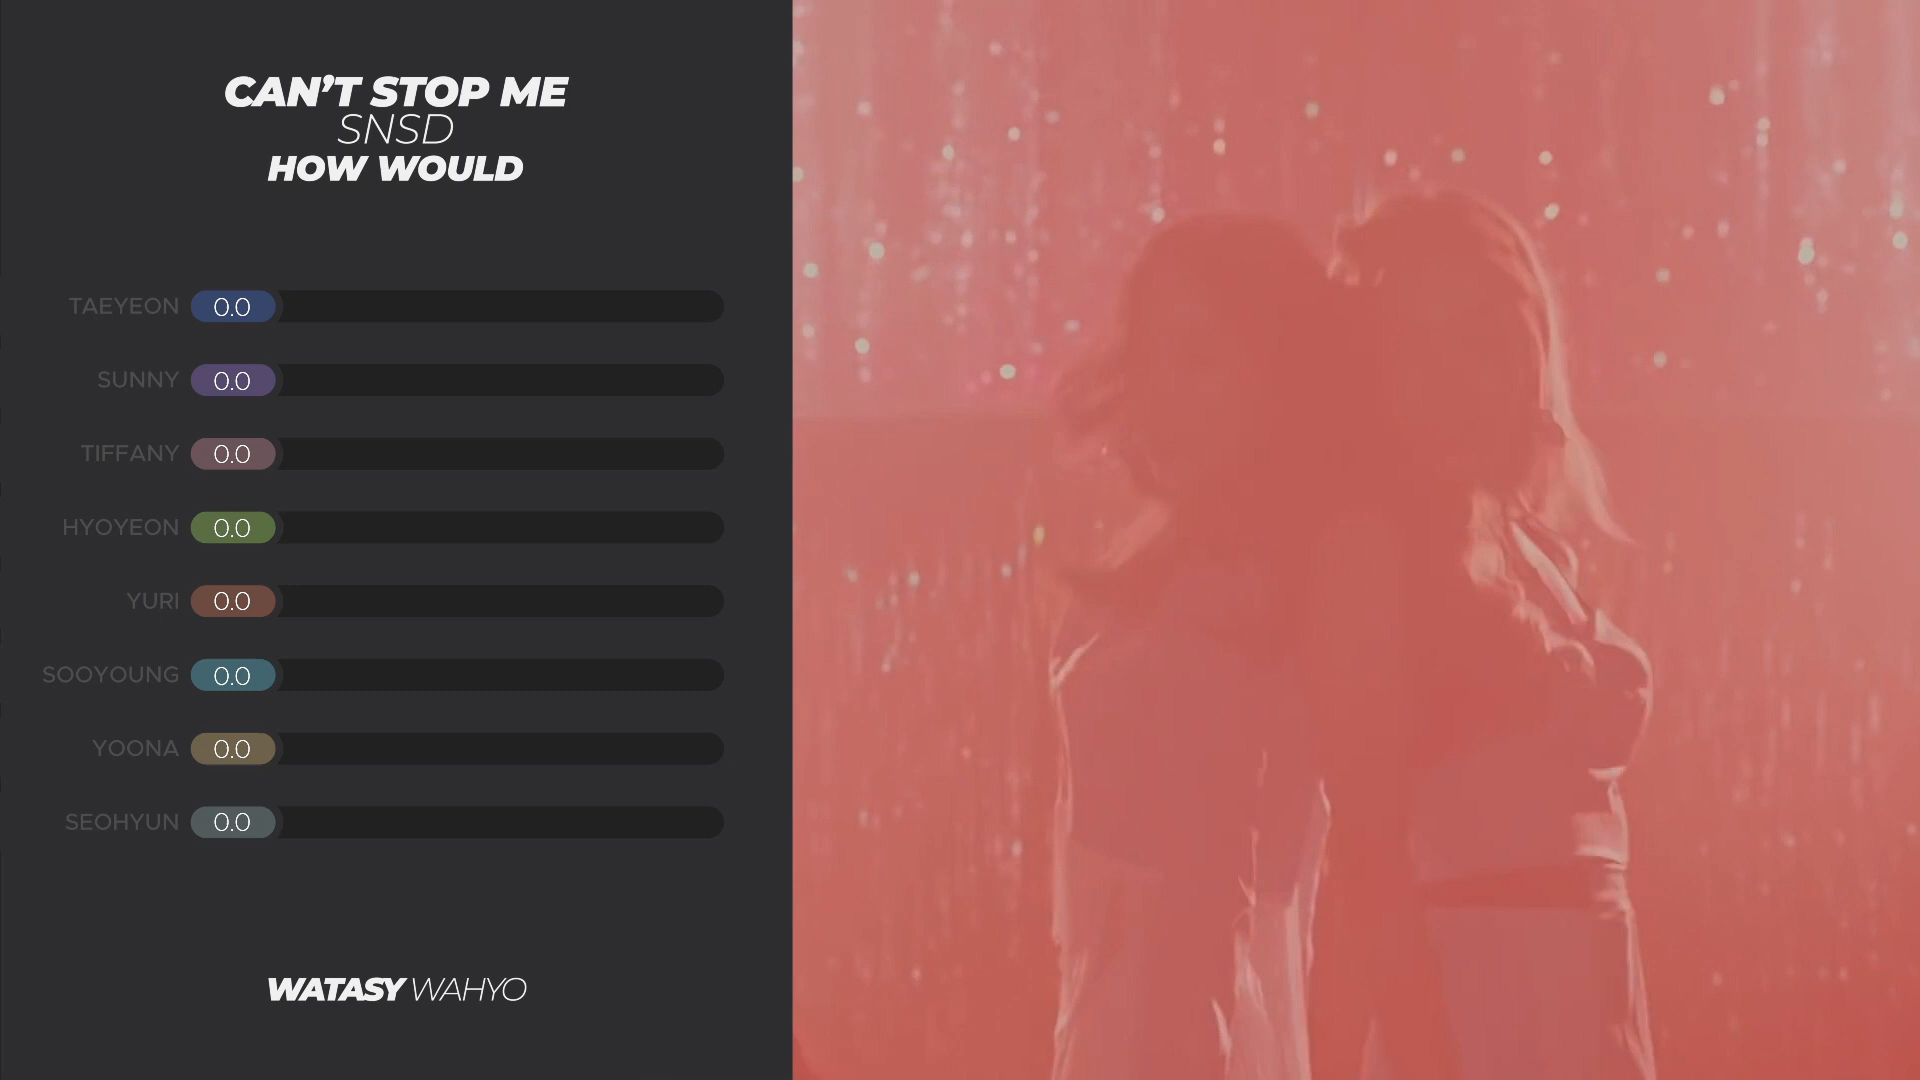 CAN'T STOP ME
SNSD
HOW WOULD
TAEYEON 0.0
SUNNY 0.0
TIFFANY 0.0
HYOYEON 0.0
YURI 0.0
SOOYOUNG 0.0
YOONA 0.0
SEOHYUN 0.0
WATASY WAHYO